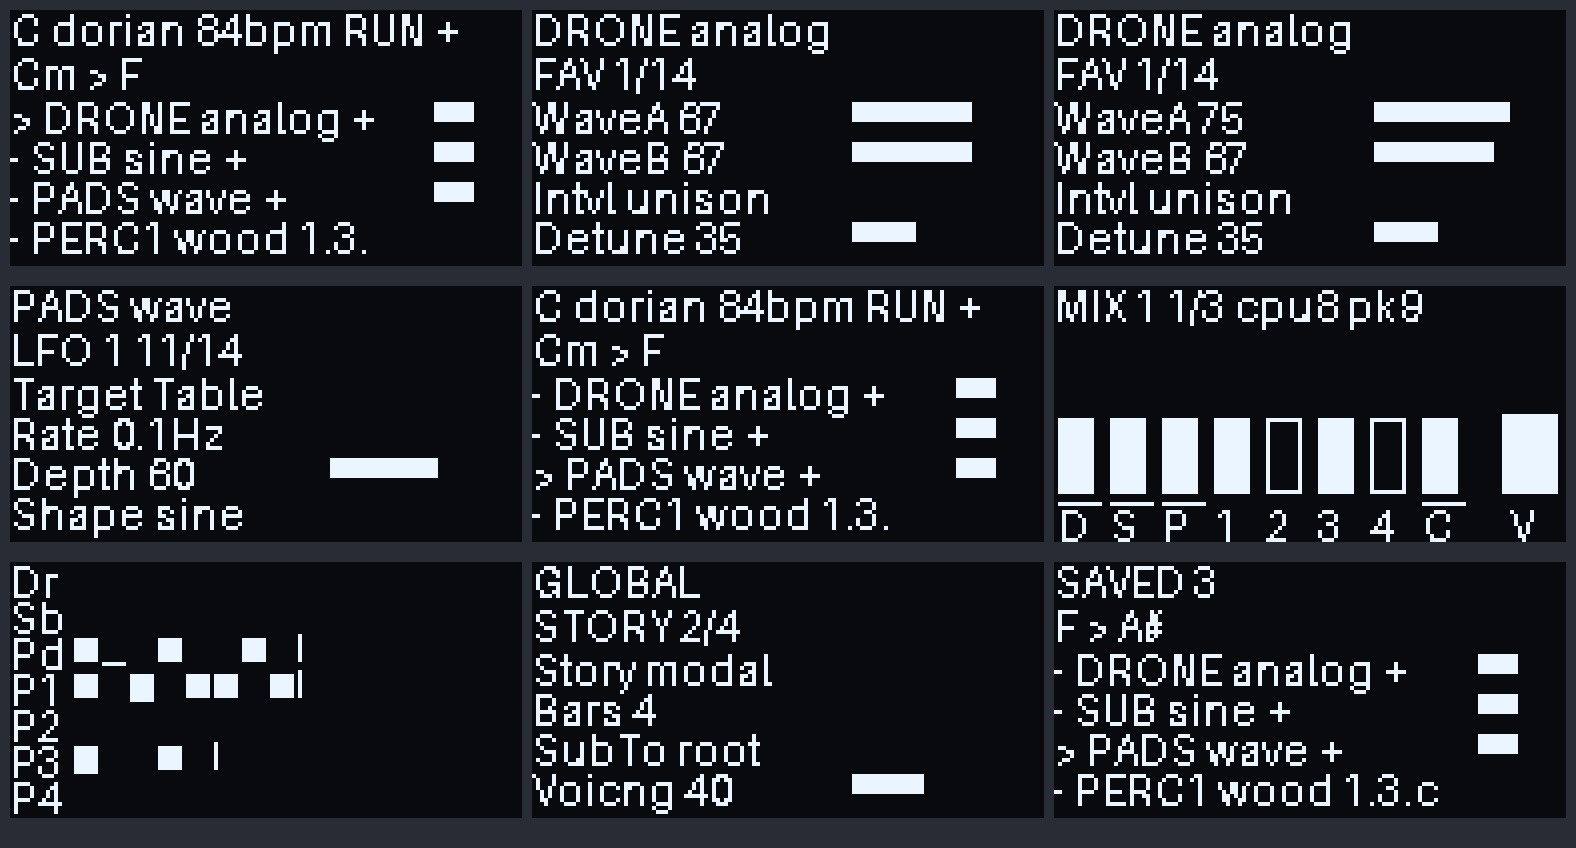 C dorian 84bpm RUN +
Cm > F
> DRONE analog +
- SUB sine +
- PADS wave +
- PERC1 wood 1.3.
DRONE analog
FAV 1/14
WaveA 67
WaveB 67
Intvl unison
Detune 35
DRONE analog
FAV 1/14
WaveA 75
WaveB 67
Intvl unison
Detune 35
PADS wave
LFO 1 11/14
Target Table
Rate 0.1Hz
Depth 60
Shape sine
C dorian 84bpm RUN +
Cm > F
- DRONE analog +
- SUB sine +
> PADS wave +
- PERC1 wood 1.3.
MIX 1 1/3 cpu8 pk9
D S P 1 2 3 4 C V
Dr
Sb
Pd
P1
P2
P3
P4
GLOBAL
STORY 2/4
Story modal
Bars 4
SubTo root
Voicng 40
SAVED 3
F > A#
- DRONE analog +
- SUB sine +
> PADS wave +
- PERC1 wood 1.3.c